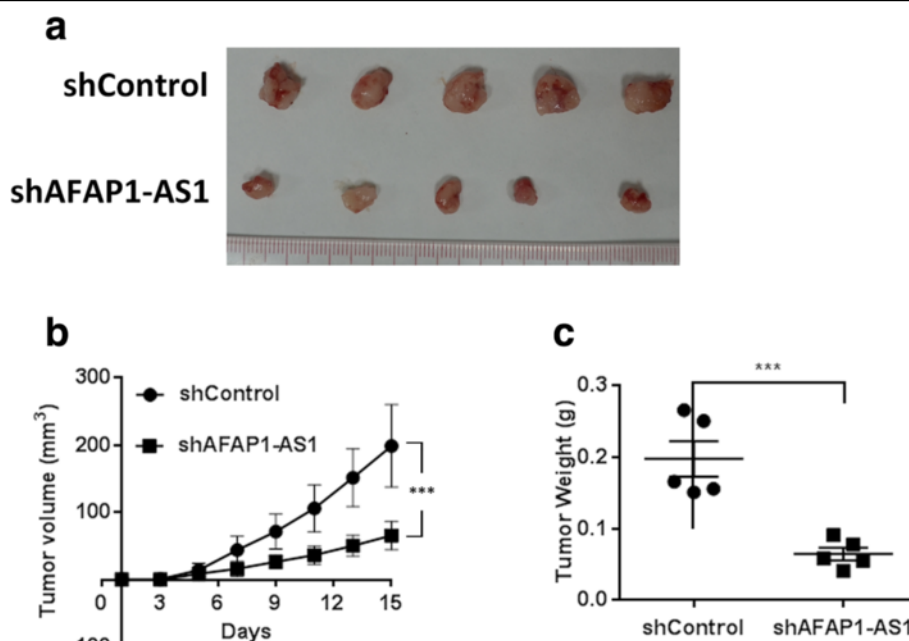 a
shControl
shAFAP1-AS1
b
300
200
100
Tumor volume (mm³)
shControl
shAFAP1-AS1
***
0 3 6 9 12 15
Days
c
***
0.3
0.2
0.1
0.0
Tumor Weight (g)
shControl shAFAP1-AS1